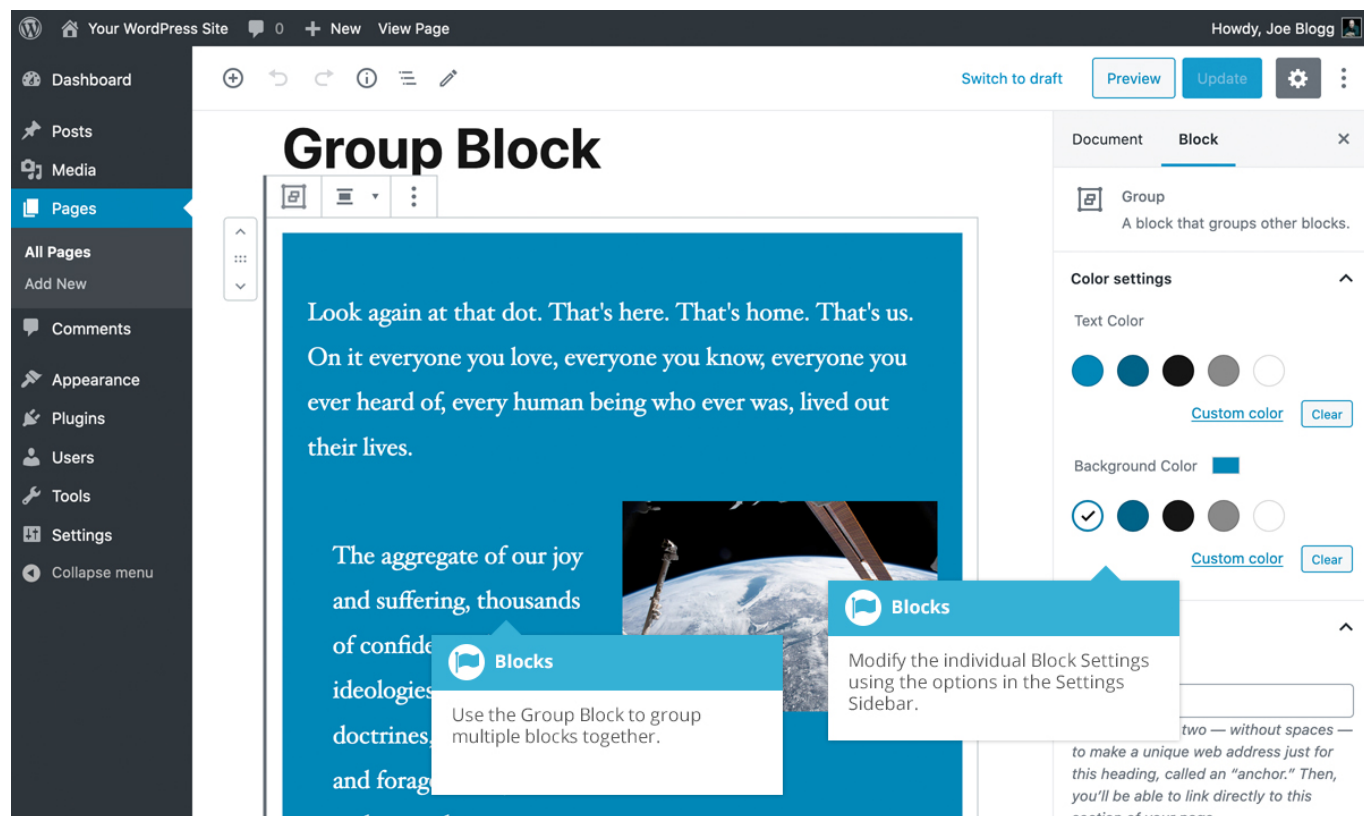 Your WordPress Site 0 New View Page
Howdy, Joe Blogg
Dashboard
Posts
Media
Pages
All Pages
Add New
Comments
Appearance
Plugins
Users
Tools
Settings
Collapse menu
Switch to draft
Preview
Update
Group Block
Look again at that dot. That's here. That's home. That's us.
On it everyone you love, everyone you know, everyone you
ever heard of, every human being who ever was, lived out
their lives.
The aggregate of our joy
and suffering, thousands
of confide
ideologies
doctrines,
and forag
Blocks
Use the Group Block to group
multiple blocks together.
Blocks
Modify the individual Block Settings
using the options in the Settings
Sidebar.
Document Block
Group
A block that groups other blocks.
Color settings
Text Color
Custom color Clear
Background Color
Custom color Clear
two — without spaces —
to make a unique web address just for
this heading, called an “anchor.” Then,
you’ll be able to link directly to this
section of your page.